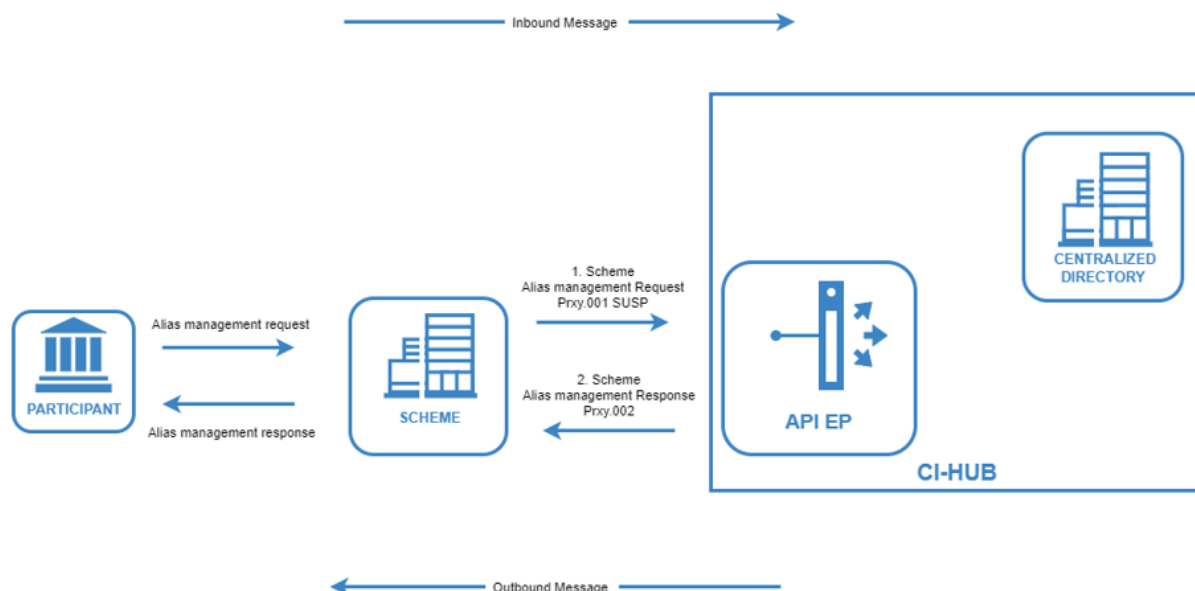 Inbound Message
CENTRALIZED
DIRECTORY
1. Scheme
Alias management Request
Prxy.001 SUSP
Alias management request
2. Scheme
Alias management Response
Prxy.002
PARTICIPANT
SCHEME
API EP
Alias management response
CI-HUB
Outbound Message